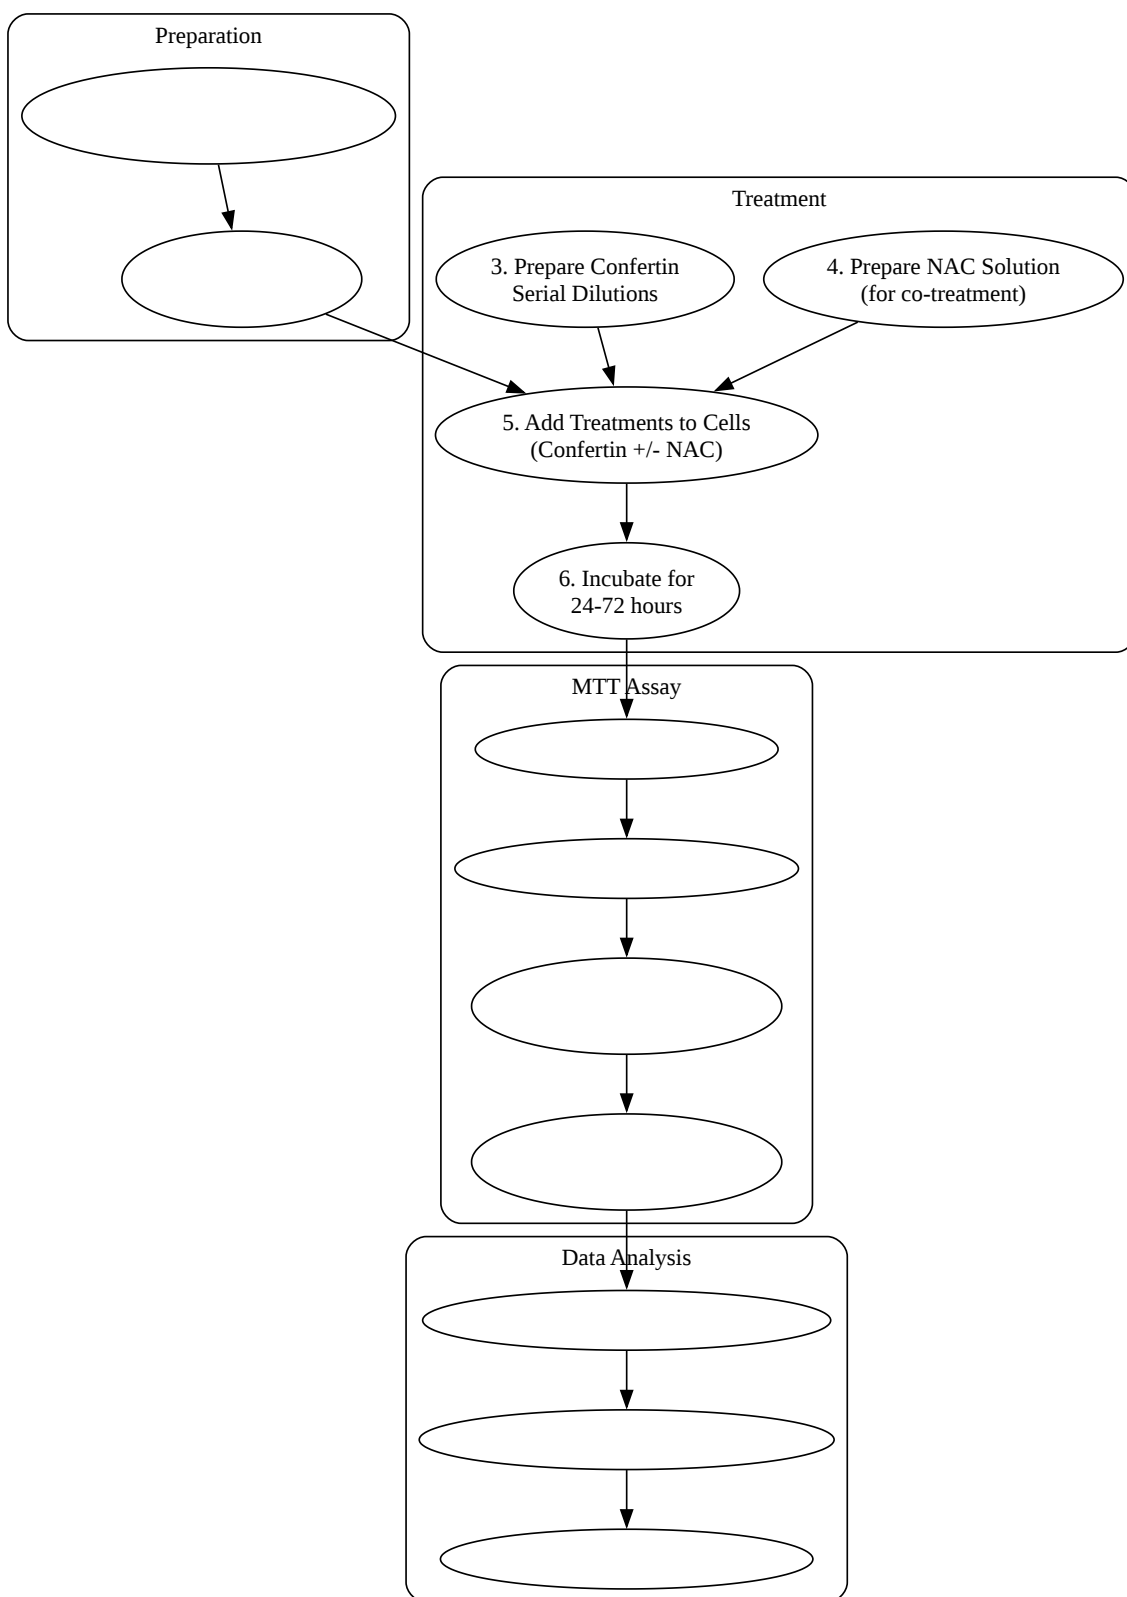 Preparation
Treatment
3. Prepare Confertin
Serial Dilutions
4. Prepare NAC Solution
(for co-treatment)
5. Add Treatments to Cells
(Confertin +/- NAC)
6. Incubate for
24-72 hours
MTT Assay
Data Analysis